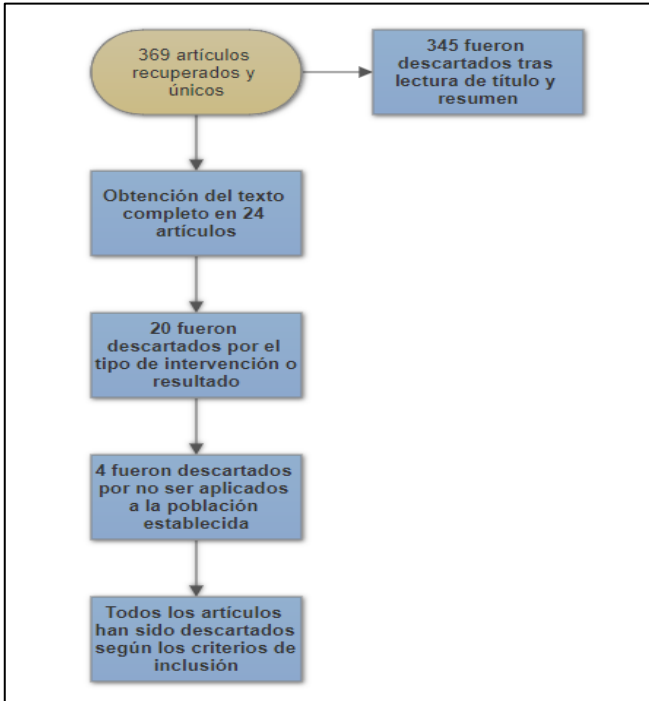 369 artículos
recuperados y
únicos
345 fueron
descartados tras
lectura de título y
resumen
Obtención del texto
completo en 24
artículos
20 fueron
descartados por el
tipo de intervención o
resultado
4 fueron descartados
por no ser aplicados
a la población
establecida
Todos los artículos
han sido descartados
según los criterios de
inclusión